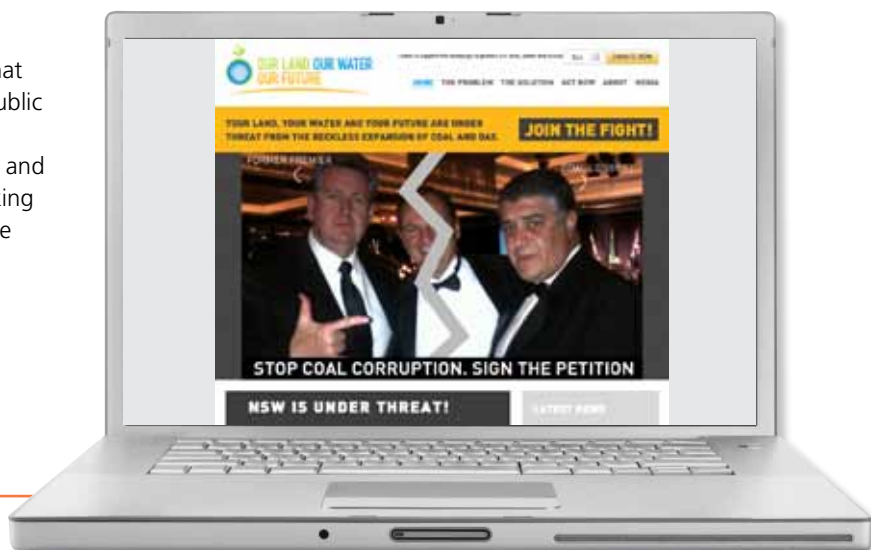 hat
ublic
and
king
e
OUR LAND OUR WATER
OUR FUTURE
HOME THE PROBLEM THE SOLUTION ACT NOW ABOUT MEDIA
YOUR LAND, YOUR WATER AND YOUR FUTURE ARE UNDER
THREAT FROM THE RECKLESS EXPANSION OF COAL AND GAS.
JOIN THE FIGHT!
FORMER PREMIER
STOP COAL CORRUPTION. SIGN THE PETITION
NSW IS UNDER THREAT!
LATEST NEWS